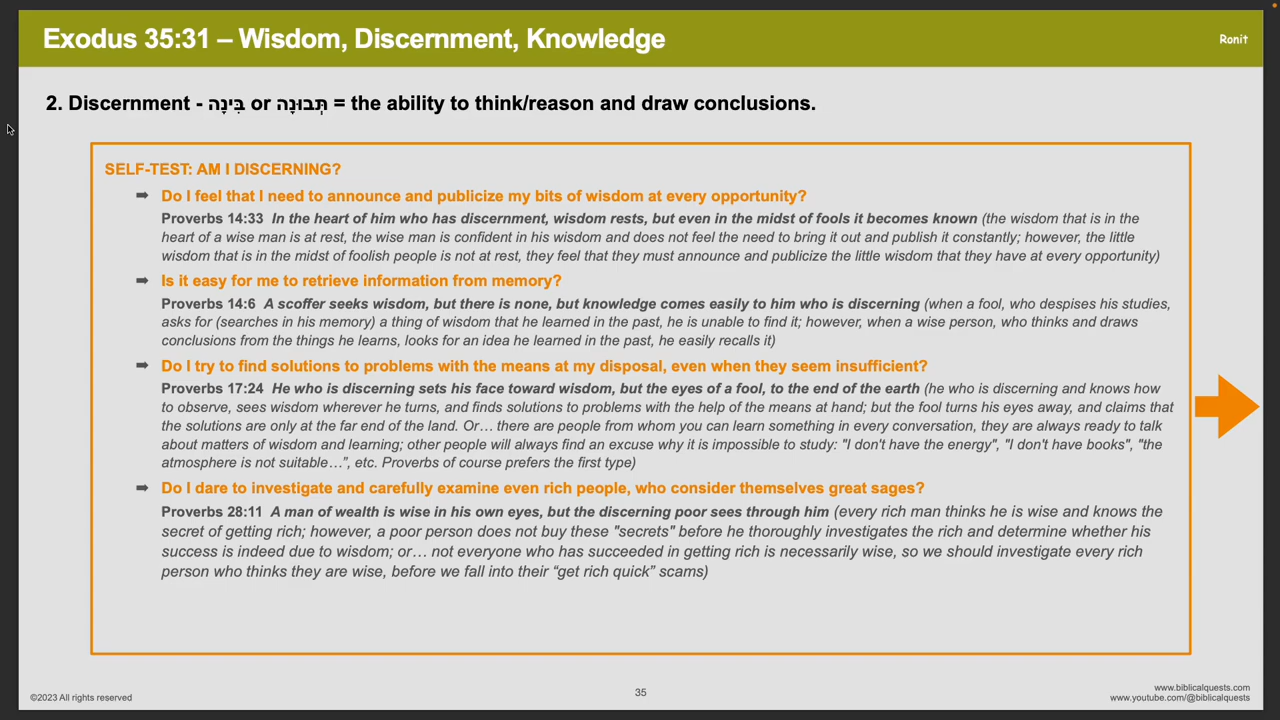 Exodus 35:31 – Wisdom, Discernment, Knowledge
Ronit
2. Discernment - בִּינָה or תְּבוּנָה = the ability to think/reason and draw conclusions.
SELF-TEST: AM I DISCERNING?
➡ Do I feel that I need to announce and publicize my bits of wisdom at every opportunity?
Proverbs 14:33 In the heart of him who has discernment, wisdom rests, but even in the midst of fools it becomes known (the wisdom that is in the
heart of a wise man is at rest, the wise man is confident in his wisdom and does not feel the need to bring it out and publish it constantly; however, the little
wisdom that is in the midst of foolish people is not at rest, they feel that they must announce and publicize the little wisdom that they have at every opportunity)
➡ Is it easy for me to retrieve information from memory?
Proverbs 14:6 A scoffer seeks wisdom, but there is none, but knowledge comes easily to him who is discerning (when a fool, who despises his studies,
asks for (searches in his memory) a thing of wisdom that he learned in the past, he is unable to find it; however, when a wise person, who thinks and draws
conclusions from the things he learns, looks for an idea he learned in the past, he easily recalls it)
➡ Do I try to find solutions to problems with the means at my disposal, even when they seem insufficient?
Proverbs 17:24 He who is discerning sets his face toward wisdom, but the eyes of a fool, to the end of the earth (he who is discerning and knows how
to observe, sees wisdom wherever he turns, and finds solutions to problems with the help of the means at hand; but the fool turns his eyes away, and claims that
the solutions are only at the far end of the land. Or… there are people from whom you can learn something in every conversation, they are always ready to talk
about matters of wisdom and learning; other people will always find an excuse why it is impossible to study: "I don't have the energy", "I don't have books", "the
atmosphere is not suitable…”, etc. Proverbs of course prefers the first type)
➡ Do I dare to investigate and carefully examine even rich people, who consider themselves great sages?
Proverbs 28:11 A man of wealth is wise in his own eyes, but the discerning poor sees through him (every rich man thinks he is wise and knows the
secret of getting rich; however, a poor person does not buy these "secrets" before he thoroughly investigates the rich and determine whether his
success is indeed due to wisdom; or… not everyone who has succeeded in getting rich is necessarily wise, so we should investigate every rich
person who thinks they are wise, before we fall into their “get rich quick” scams)
©2023 All rights reserved
35
www.biblicalquests.com
www.youtube.com/@biblicalquests